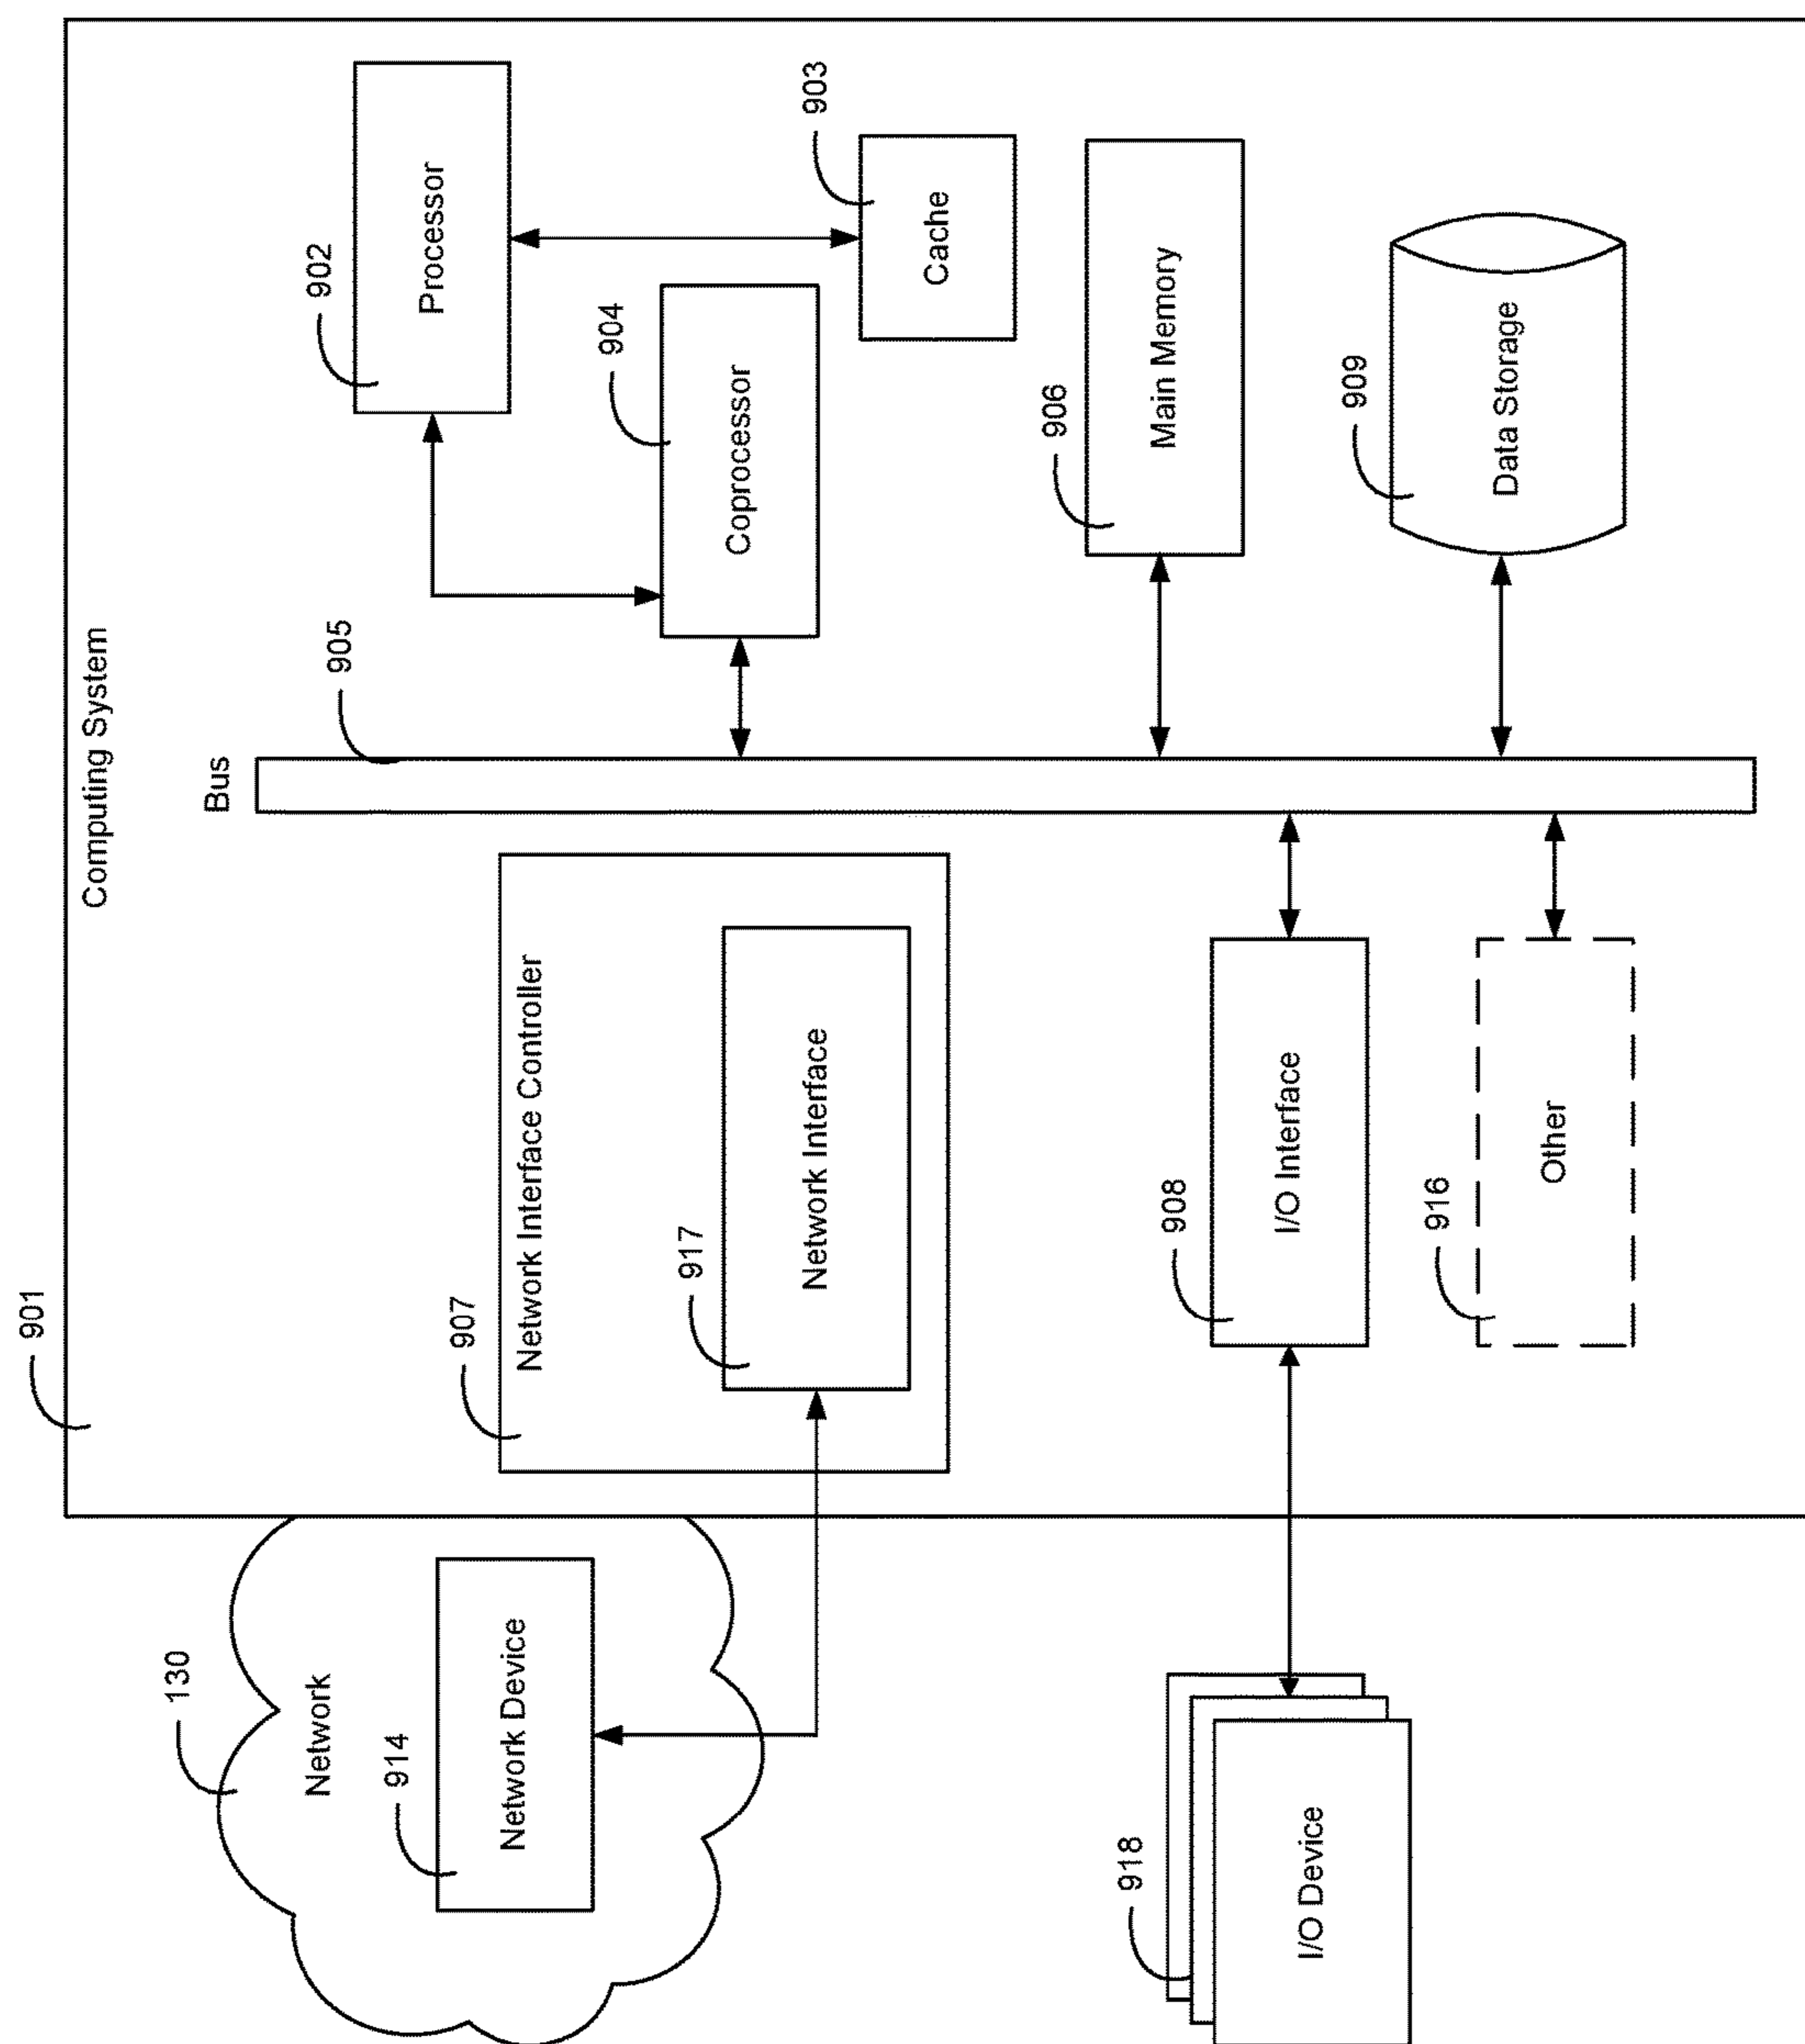 901
Computing System
130
Network
914
Network Device
907
Network Interface Controller
917
Network Interface
Bus
905
902
Processor
904
Coprocessor
903
Cache
906
Main Memory
918
I/O Device
908
I/O Interface
916
Other
909
Data Storage